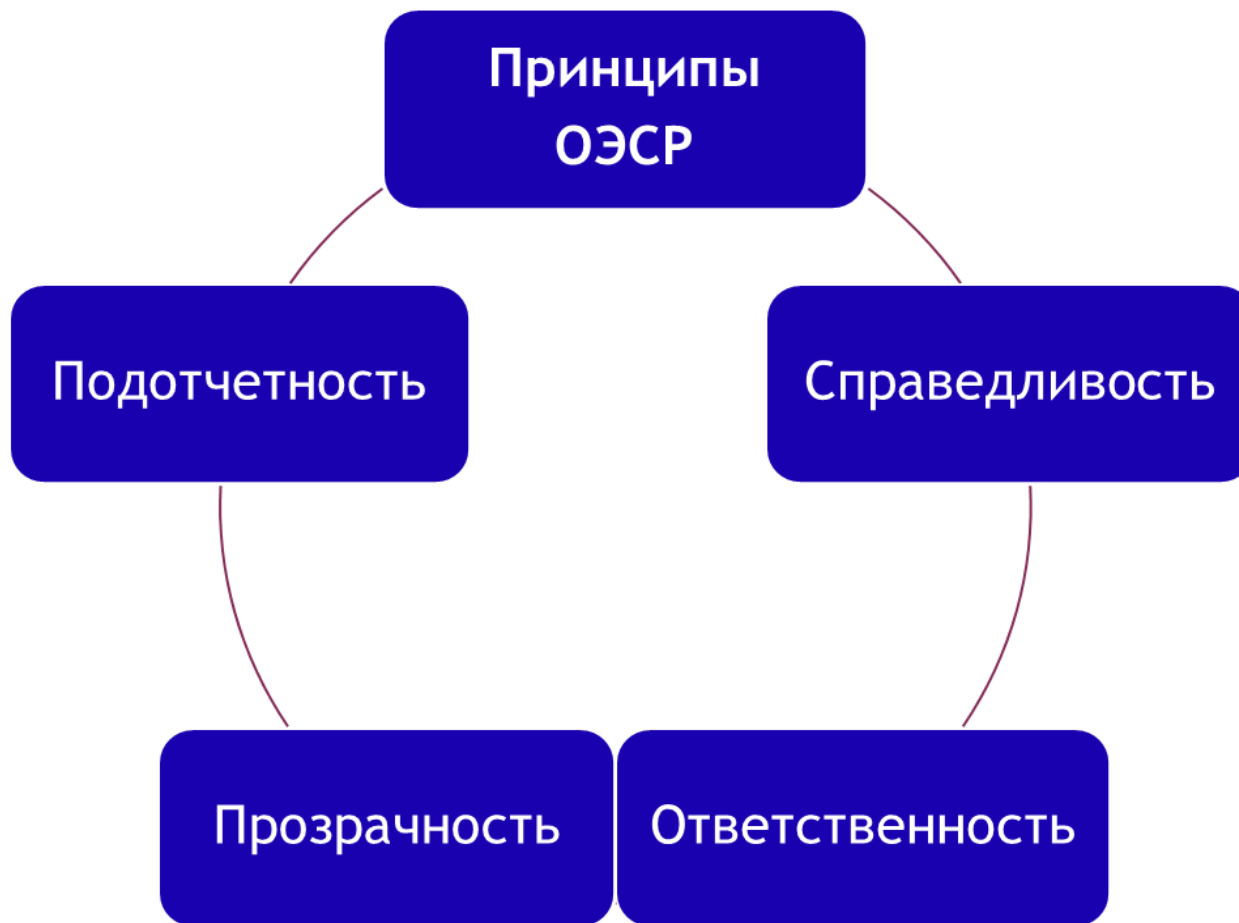 Принципы
ОЭСР
Подотчетность
Справедливость
Прозрачность
Ответственность